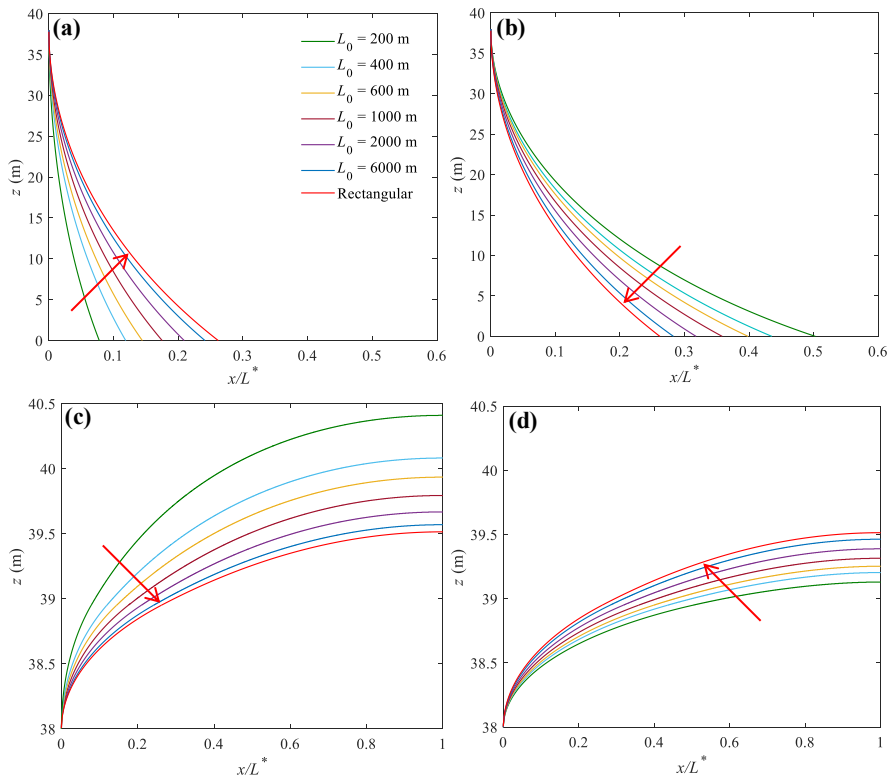 (a)
L0 = 200 m
L0 = 400 m
L0 = 600 m
L0 = 1000 m
L0 = 2000 m
L0 = 6000 m
Rectangular
40
35
30
25
20
15
10
5
0
z (m)
0 0.1 0.2 0.3 0.4 0.5 0.6
x/L*
(b)
40
35
30
25
20
15
10
5
0
z (m)
0 0.1 0.2 0.3 0.4 0.5 0.6
x/L*
(c)
40.5
40
39.5
39
38.5
38
z (m)
0 0.2 0.4 0.6 0.8 1
x/L*
(d)
40.5
40
39.5
39
38.5
38
z (m)
0 0.2 0.4 0.6 0.8 1
x/L*